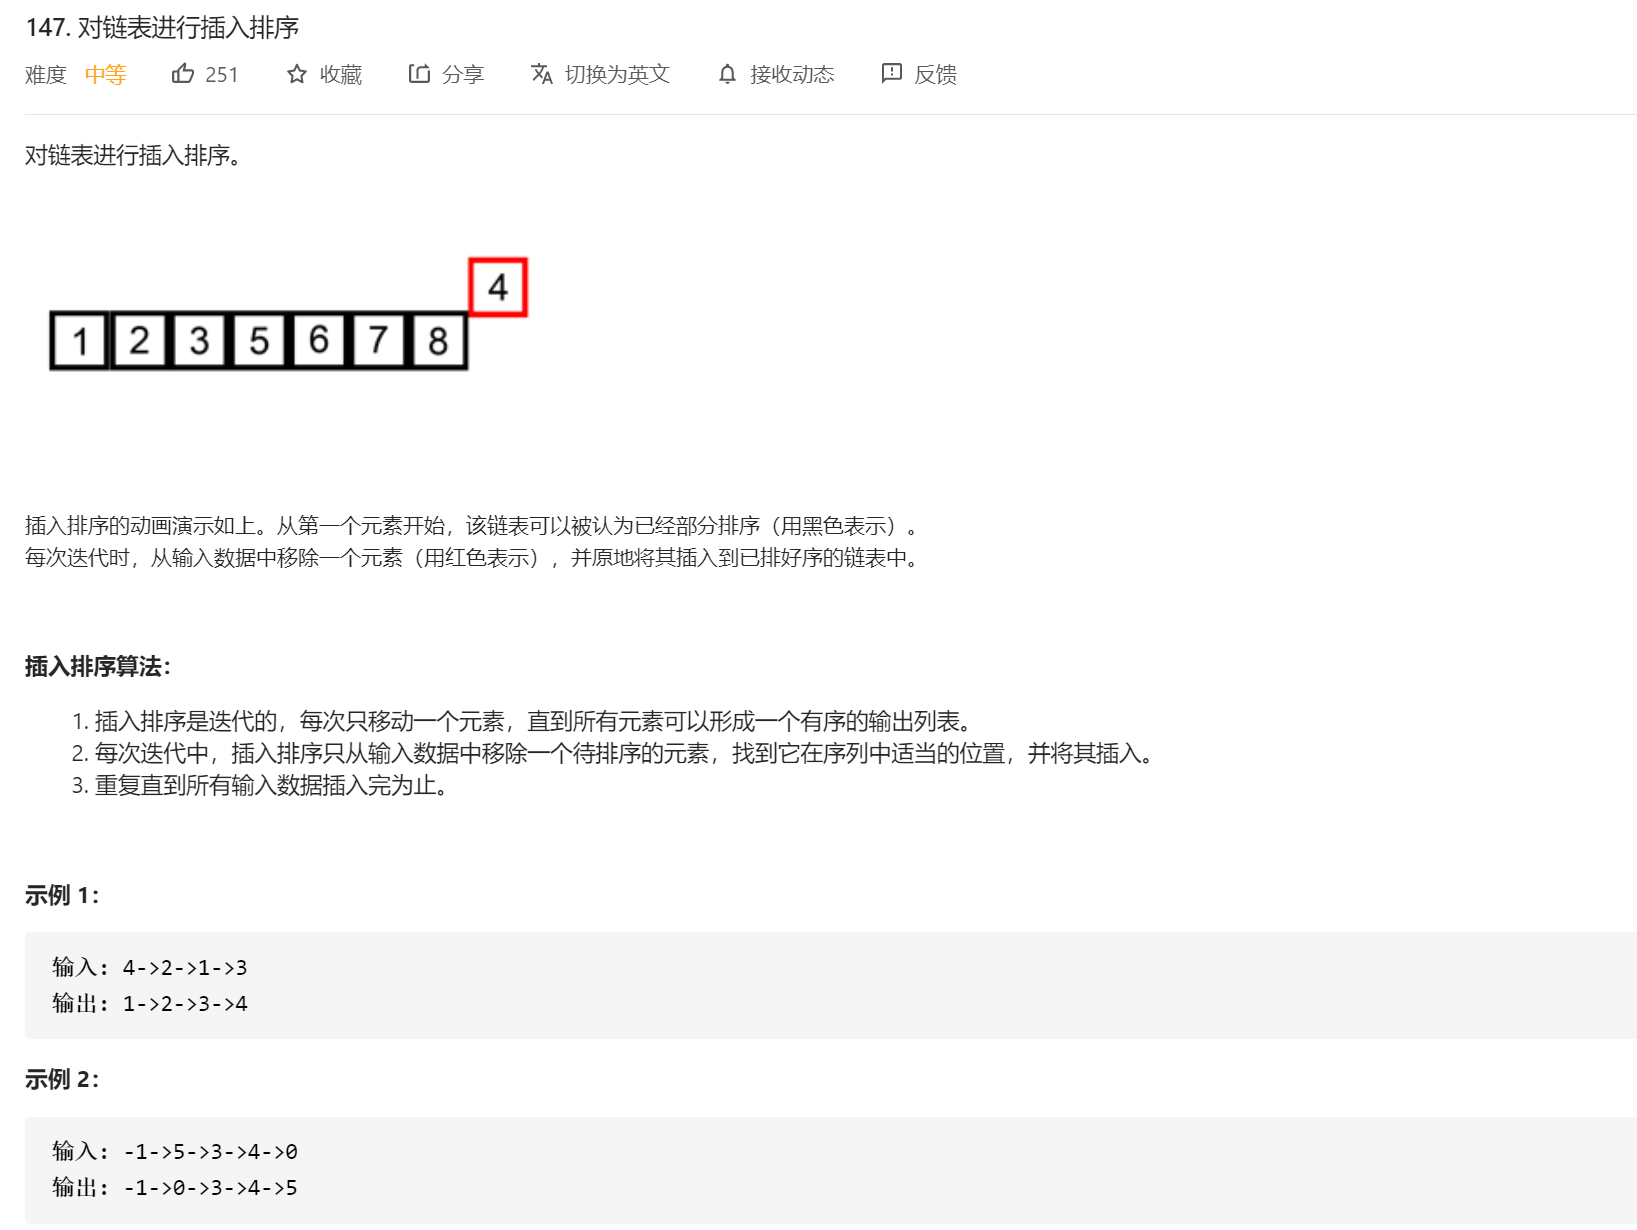 147. 对链表进行插入排序
难度 中等 251 收藏 分享 切换为英文 接收动态 反馈
对链表进行插入排序。
4
1 2 3 5 6 7 8
插入排序的动画演示如上。从第一个元素开始，该链表可以被认为已经部分排序（用黑色表示）。
每次迭代时，从输入数据中移除一个元素（用红色表示），并原地将其插入到已排好序的链表中。
插入排序算法：
1. 插入排序是迭代的，每次只移动一个元素，直到所有元素可以形成一个有序的输出列表。
2. 每次迭代中，插入排序只从输入数据中移除一个待排序的元素，找到它在序列中适当的位置，并将其插入。
3. 重复直到所有输入数据插入完为止。
示例 1：
输入: 4->2->1->3
输出: 1->2->3->4
示例 2：
输入: -1->5->3->4->0
输出: -1->0->3->4->5